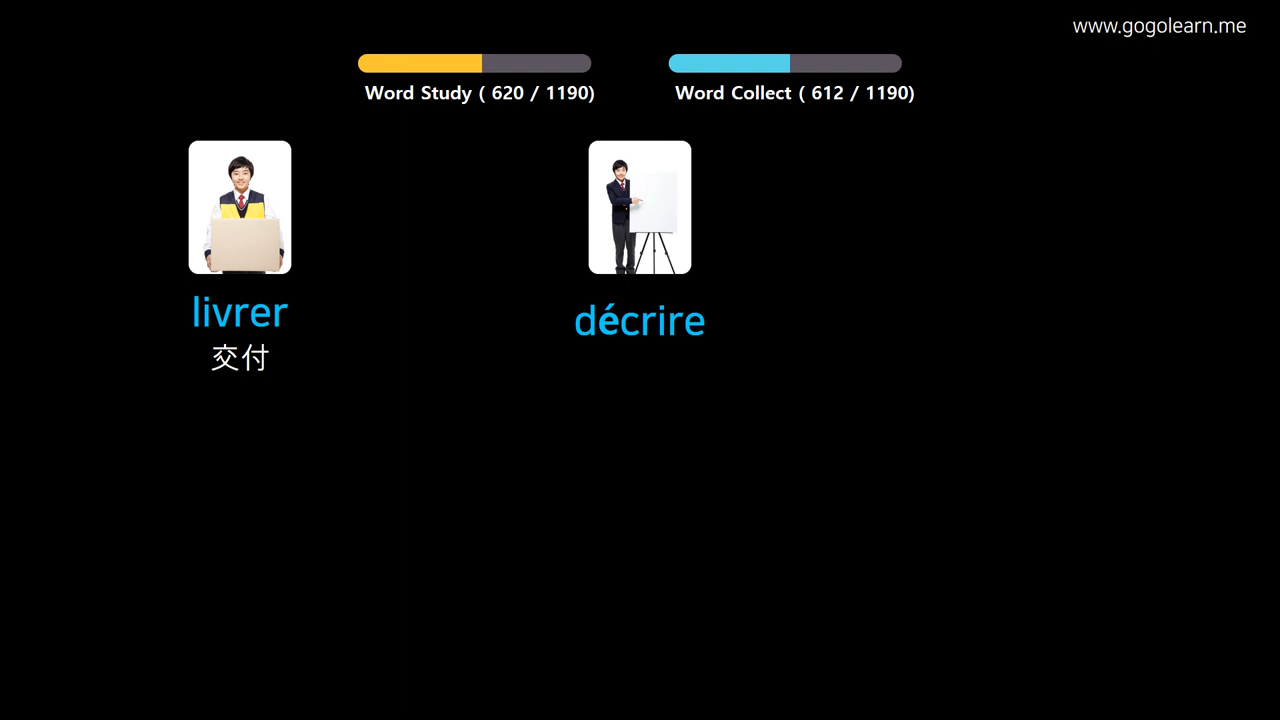 www.gogolearn.me
Word Study ( 620 / 1190)
Word Collect ( 612 / 1190)
livrer
décrire
交付